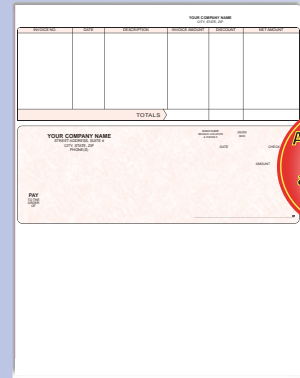 YOUR COMPANY NAME
CITY, STATE, ZIP
INVOICE NO. DATE DESCRIPTION INVOICE AMOUNT DISCOUNT NET AMOUNT
TOTALS
YOUR COMPANY NAME
STREET ADDRESS, SUITE #
CITY, STATE, ZIP
PHONE(S)
DATE
AMOUNT
PAY
TO THE
ORDER
OF